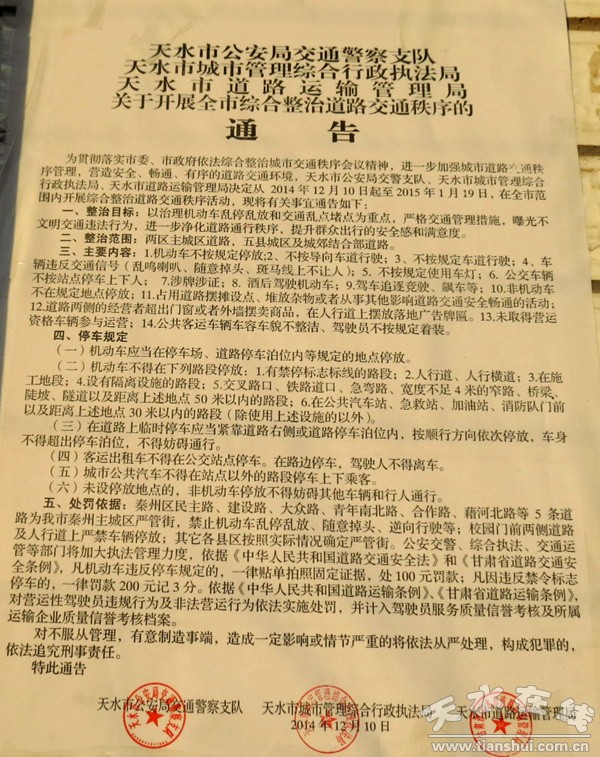 天水市公安局交通警察支队
天水市城市管理综合行政执法局
天水市道路运输管理局
关于开展全市综合整治道路交通秩序的
通告
为贯彻落实市委、市政府依法综合整治城市交通秩序会议精神，进一步加强城市道路交通秩
序管理，营造安全、畅通、有序的道路交通环境，天水市公安局交警支队、天水市城市管理综合
行政执法局、天水市道路运输管理局决定从 2014 年 12 月 10 日起至 2015 年 1 月 19 日，在全市范
围内开展综合整治道路交通秩序活动，现将有关事宜通告如下：
一、整治目标：以治理机动车乱停乱放和交通乱点堵点为重点，严格交通管理措施，曝光不
文明交通违法行为，进一步净化道路通行秩序，提升群众出行的安全感和满意度。
二、整治范围：两区主城区道路，五县城区及城郊结合部道路。
三、主要内容：1.机动车不按规定停放;2、不按导向车道行驶；3、不按规定车道行驶；4、车
辆违反交通信号（乱鸣喇叭、随意掉头、斑马线上不让人）；5. 不按规定使用车灯；6. 公交车辆
不按站点停车上下人； 7.涉牌涉证；8. 酒后驾驶机动车；9.驾车追逐竞驶、飙车等；10.非机动车
不在规定地点停放；11.占用道路摆摊设点、堆放杂物或者从事其他影响道路交通安全畅通的活动；
12.道路两侧的经营者超出门窗或者外墙摆卖商品，在人行道上摆放落地广告牌匾。13.未取得营运
资格车辆参与运营；14.公共客运车辆车容车貌不整洁、驾驶员不按规定着装。
四、停车规定
（一）机动车应当在停车场、道路停车泊位内等规定的地点停放。
（二）机动车不得在下列路段停放：1.有禁停标志标线的路段；2.人行道、人行横道；3.在施
工地段；4.没有隔离设施的路段；5.交叉路口、铁路道口、急弯路、宽度不足 4 米的窄路、桥梁、
陡坡、隧道以及距离上述地点 50 米以内的路段；6.在公共汽车站、急救站、加油站、消防队门前
以及距离上述地点 30 米以内的路段（除使用上述设施的以外）。
（三）在道路上临时停车应当紧靠道路右侧或道路停车泊位内，按顺行方向依次停放，车身
不得超出停车泊位，不得妨碍通行。
（四）客运出租车不得在公交站点停车。在路边停车，驾驶人不得离车。
（五）城市公共汽车不得在站点以外的路段停车上下乘客。
（六）未设停放地点的，非机动车停放不得妨碍其他车辆和行人通行。
五、处罚依据：秦州区民主路、建设路、大众路、青年南北路、合作路、藉河北路等 5 条道
路为我市秦州主城区严管街，禁止机动车乱停乱放、随意掉头、逆向行驶等；校园门前两侧道路
及人行道上严禁车辆停放；其它各县区按照实际情况确定严管街。公安交警、综合执法、交通运
管等部门将加大执法管理力度，依据《中华人民共和国道路交通安全法》和《甘肃省道路交通安
全条例》，凡机动车违反停车规定的，一律贴单拍照固定证据，处 100 元罚款；凡因违反禁令标志
停车的，一律罚款 200 元记 3 分。依据《中华人民共和国道路运输条例》、《甘肃省道路运输条例》，
对营运性驾驶员违规行为及非法营运行为依法实施处罚，并计入驾驶员服务质量信誉考核及所属
运输企业质量信誉考核档案。
对不服从管理，有意制造事端，造成一定影响或情节严重的将依法从严处理，构成犯罪的，
依法追究刑事责任。
特此通告
天水市公安局交通警察支队 天水市城市管理综合行政执法局 天水市道路运输管理局
2014 年 12 月 10 日
天水在线
www.tianshui.com.cn